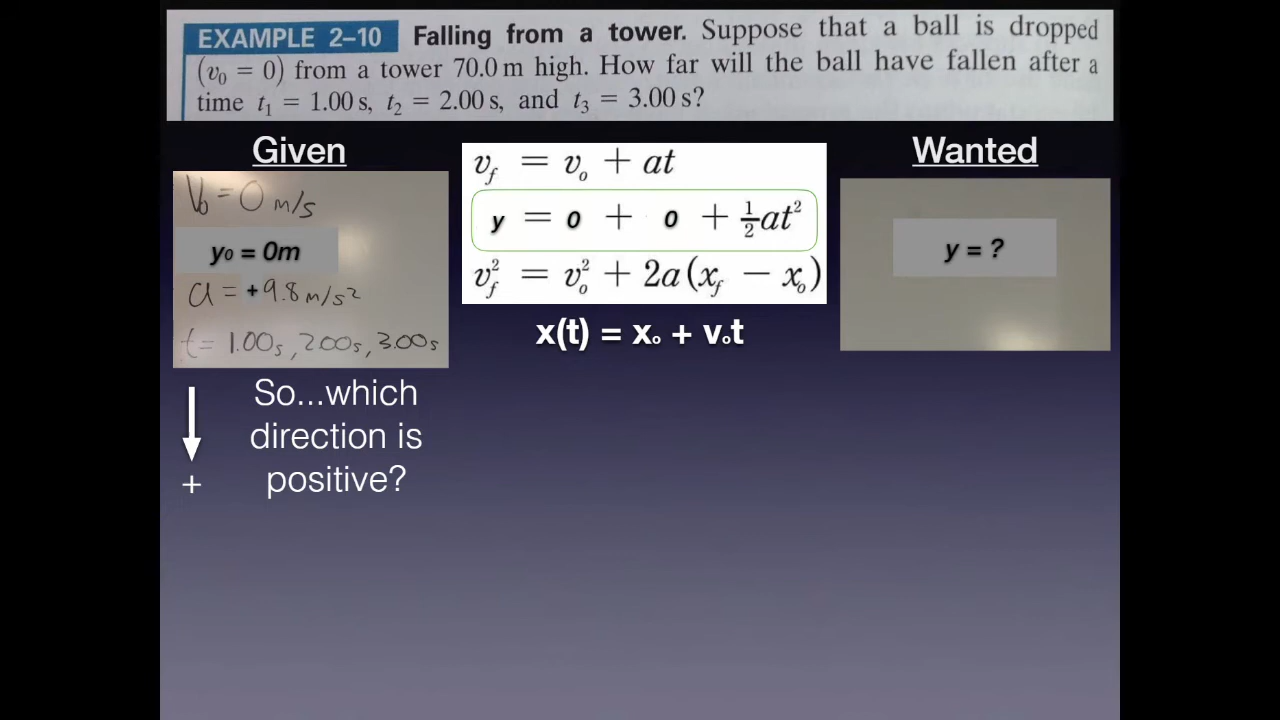 EXAMPLE 2–10 Falling from a tower. Suppose that a ball is dropped
(v₀ = 0) from a tower 70.0 m high. How far will the ball have fallen after a
time t₁ = 1.00 s, t₂ = 2.00 s, and t₃ = 3.00 s?
Given
V₀ = 0 m/s
y₀ = 0m
a = +9.8 m/s²
t = 1.00s, 2.00s, 3.00s
So...which
direction is
positive?
+
v_f = v₀ + at
y = 0 + 0 + ½at²
v_f² = v₀² + 2a(x_f − x₀)
x(t) = x₀ + v₀t
Wanted
y = ?